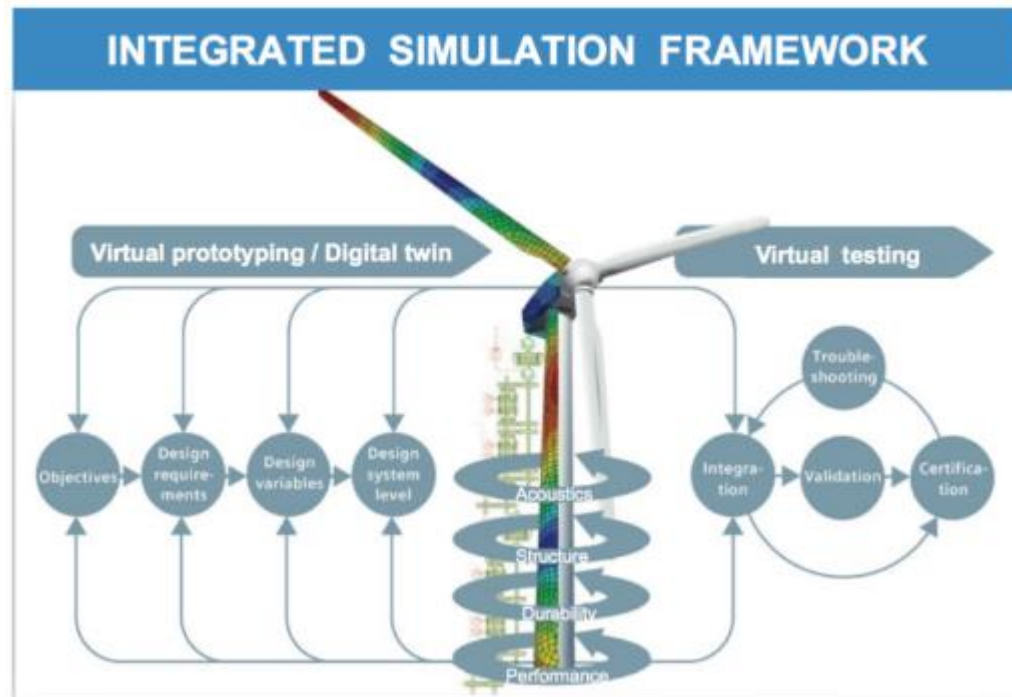 INTEGRATED SIMULATION FRAMEWORK
Virtual prototyping / Digital twin
Virtual testing
Trouble-
shooting
Objectives
Design
require-
ments
Design
variables
Design
system
level
Integra-
tion
Validation
Certifica-
tion
Acoustics
Structure
Durability
Performance